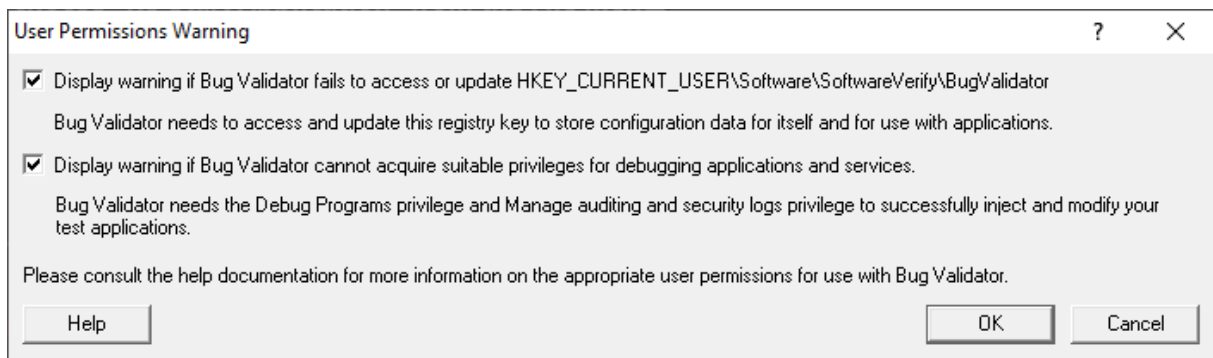 User Permissions Warning
Display warning if Bug Validator fails to access or update HKEY_CURRENT_USER\Software\SoftwareVerify\BugValidator
Bug Validator needs to access and update this registry key to store configuration data for itself and for use with applications.
Display warning if Bug Validator cannot acquire suitable privileges for debugging applications and services.
Bug Validator needs the Debug Programs privilege and Manage auditing and security logs privilege to successfully inject and modify your
test applications.
Please consult the help documentation for more information on the appropriate user permissions for use with Bug Validator.
Help
OK
Cancel